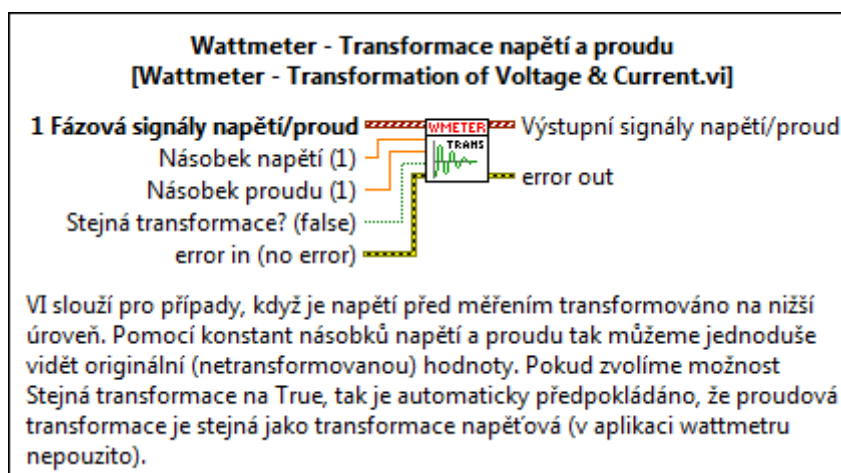 Wattmeter - Transformace napětí a proudu
[Wattmeter - Transformation of Voltage & Current.vi]
1 Fázová signály napětí/proud
Násobek napětí (1)
Násobek proudu (1)
Stejná transformace? (false)
error in (no error)
WMETER
TRANS
Výstupní signály napětí/proud
error out
VI slouží pro případy, když je napětí před měřením transformováno na nižší
úroveň. Pomocí konstant násobků napětí a proudu tak můžeme jednoduše
vidět originální (netransformovanou) hodnoty. Pokud zvolíme možnost
Stejná transformace na True, tak je automaticky předpokládáno, že proudová
transformace je stejná jako transformace napěťová (v aplikaci wattmetru
nepouzito).